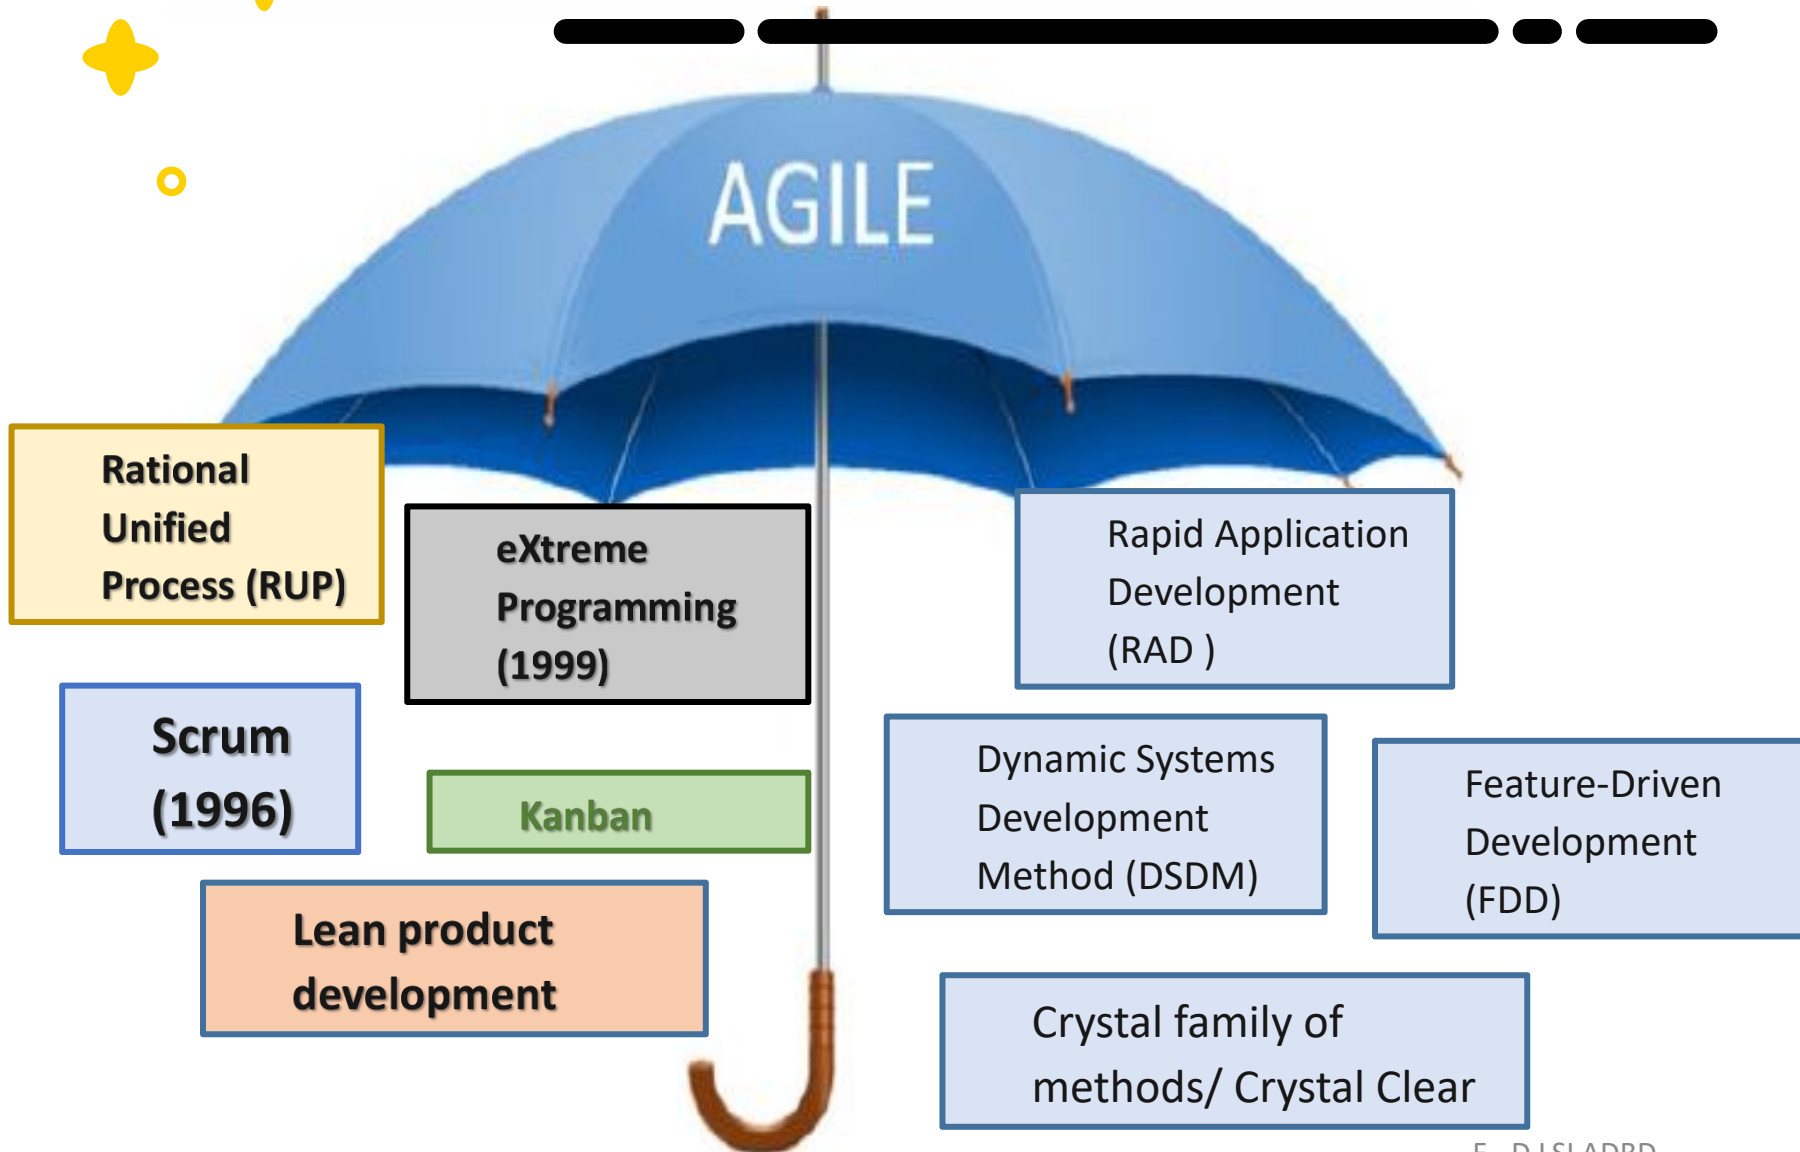 AGILE
Rational
Unified
Process (RUP)
eXtreme
Programming
(1999)
Rapid Application
Development
(RAD )
Scrum
(1996)
Kanban
Dynamic Systems
Development
Method (DSDM)
Feature-Driven
Development
(FDD)
Lean product
development
Crystal family of
methods/ Crystal Clear